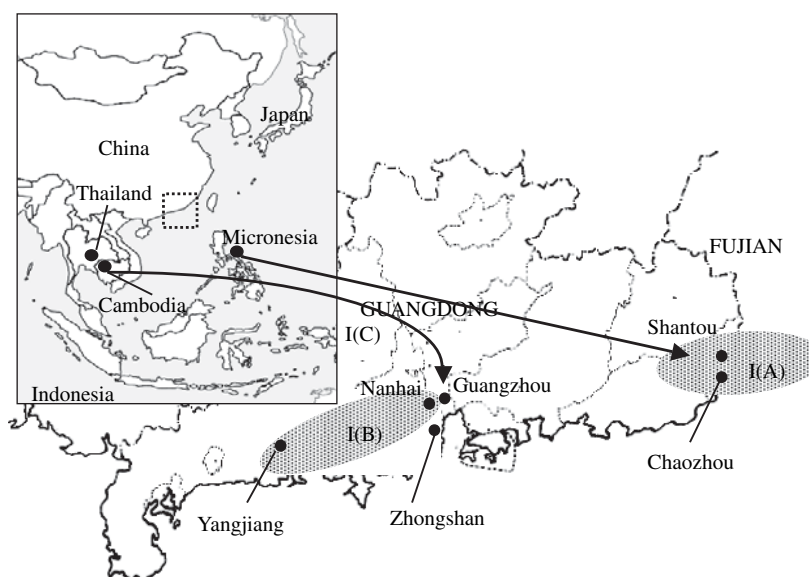 Japan
China
Thailand
Micronesia
FUJIAN
Cambodia
GUANGDONG
Shantou
I(C)
I(A)
Indonesia
Nanhai
Guangzhou
I(B)
Chaozhou
Yangjiang
Zhongshan